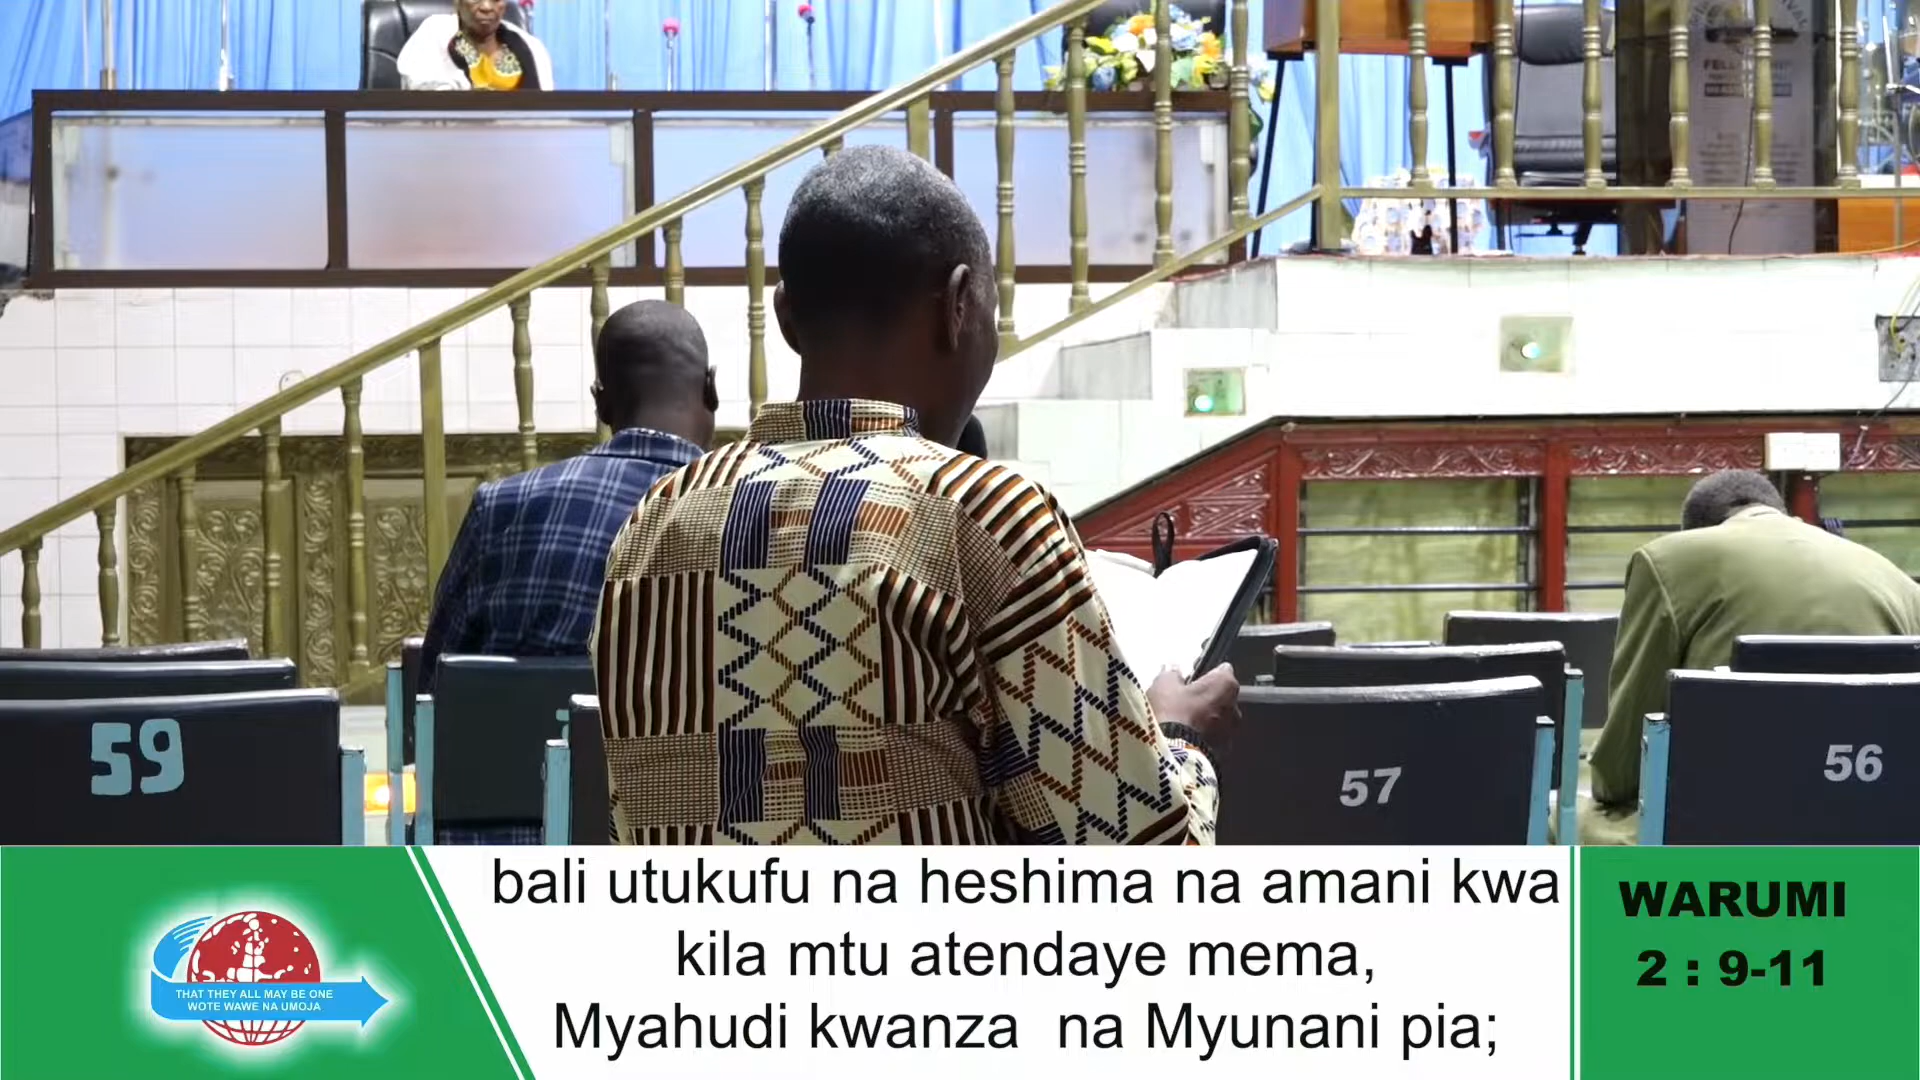 FELLOWSHIP
59
57
56
THAT THEY ALL MAY BE ONE
WOTE WAWE NA UMOJA
bali utukufu na heshima na amani kwa
kila mtu atendaye mema,
Myahudi kwanza na Myunani pia;
WARUMI
2 : 9-11